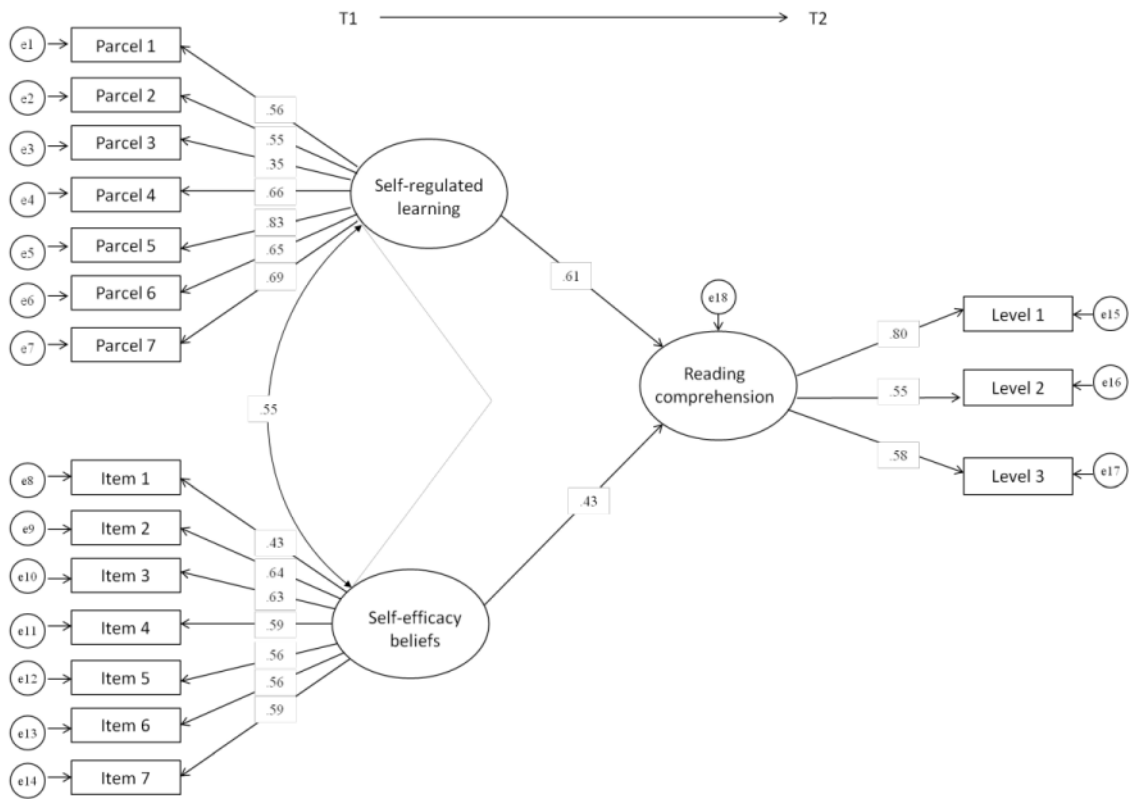 T1
T2
e1
Parcel 1
e2
Parcel 2
e3
Parcel 3
e4
Parcel 4
e5
Parcel 5
e6
Parcel 6
e7
Parcel 7
.56
.55
.35
.66
.83
.65
.69
Self-regulated
learning
.61
.55
e18
Reading
comprehension
.80
.55
.58
Level 1
e15
Level 2
e16
Level 3
e17
.43
e8
Item 1
e9
Item 2
e10
Item 3
e11
Item 4
e12
Item 5
e13
Item 6
e14
Item 7
.43
.64
.63
.59
.56
.56
.59
Self-efficacy
beliefs